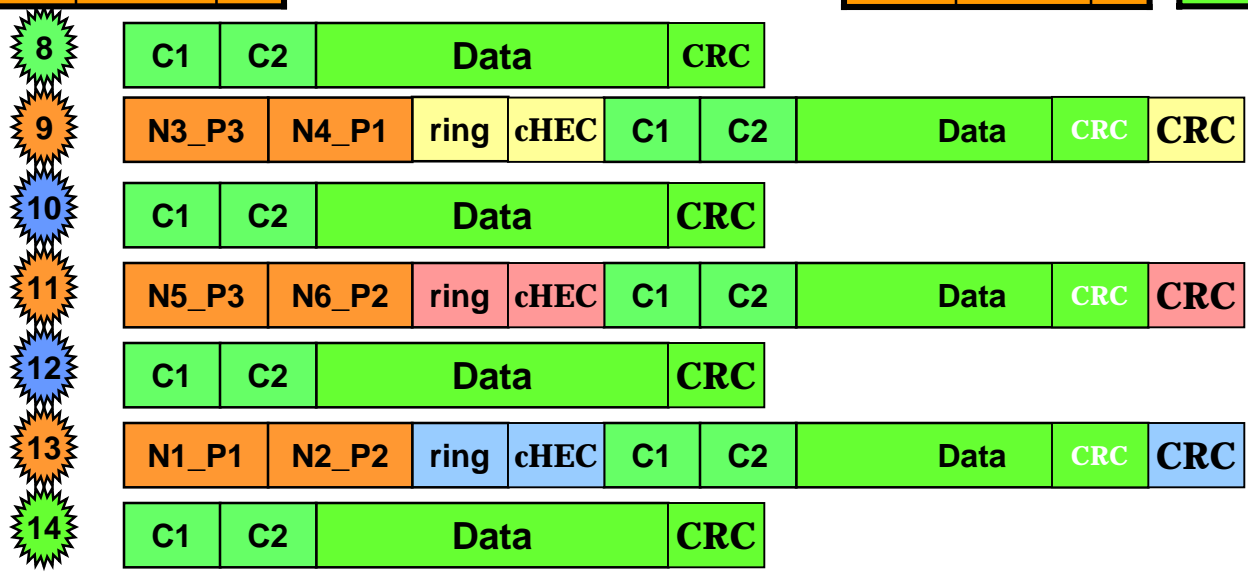 8 C1 C2 Data CRC
9 N3_P3 N4_P1 ring cHEC C1 C2 Data CRC CRC
10 C1 C2 Data CRC
11 N5_P3 N6_P2 ring cHEC C1 C2 Data CRC CRC
12 C1 C2 Data CRC
13 N1_P1 N2_P2 ring cHEC C1 C2 Data CRC CRC
14 C1 C2 Data CRC